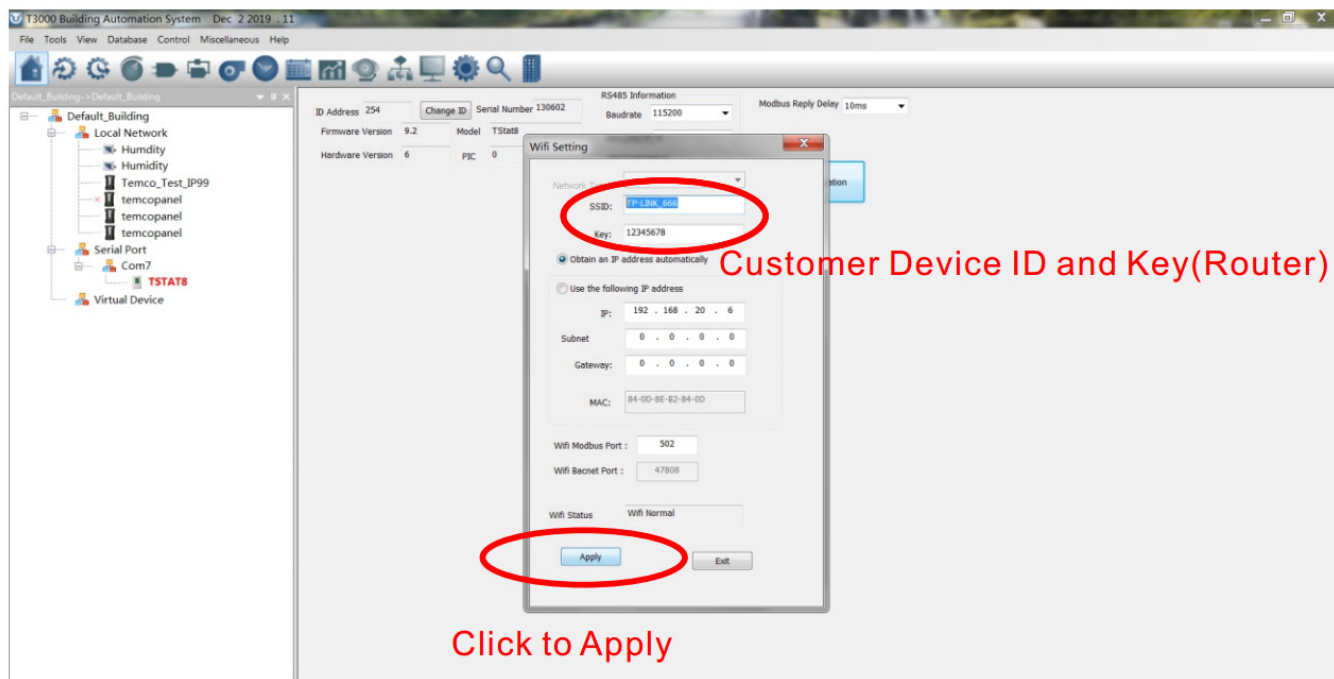 T3000 Building Automation System Dec 2 2019 . 11
File Tools View Database Control Miscellaneous Help
Default_Building->Default_Building
Default_Building
Local Network
Humdity
Humidity
Temco_Test_IP99
temcopanel
temcopanel
temcopanel
Serial Port
Com7
TSTAT8
Virtual Device
RS485 Information
ID Address 254 Change ID Serial Number 130602 Baudrate 115200 Modbus Reply Delay 10ms
Firmware Version 9.2 Model TStat8
Hardware Version 6 PIC 0
Wifi Setting
Network
SSID: TP-LINK_666
Key: 12345678
Obtain an IP address automatically
Customer Device ID and Key(Router)
Use the following IP address
IP: 192 . 168 . 20 . 6
Subnet 0 . 0 . 0 . 0
Gateway: 0 . 0 . 0 . 0
MAC: 84-0D-8E-B2-84-0D
Wifi Modbus Port : 502
Wifi Bacnet Port : 47808
Wifi Status Wifi Normal
Apply Exit
Click to Apply